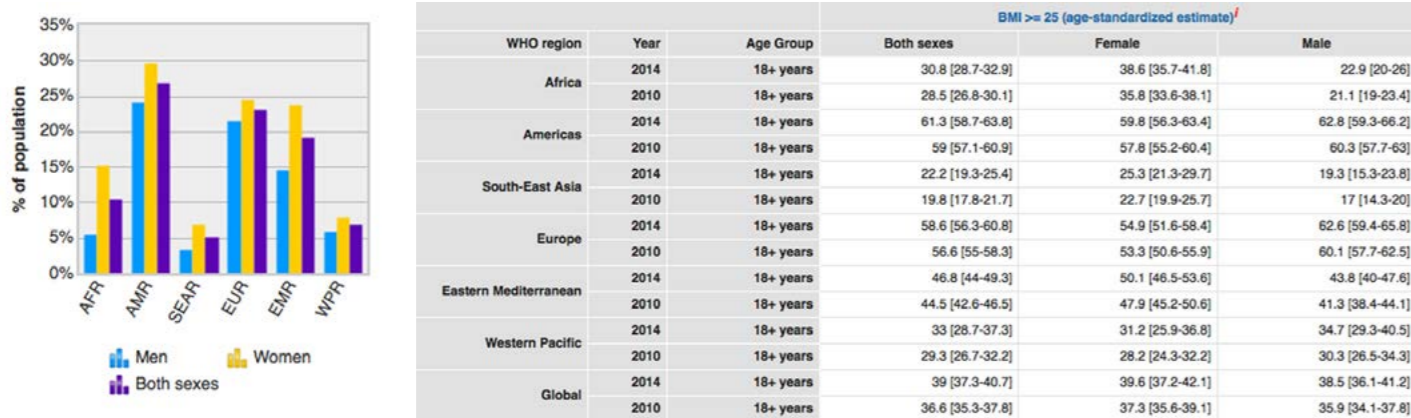 35%
30%
25%
20%
15%
10%
5%
0%
% of population
AFR AMR SEAR EUR EMR WPR
Men Women
Both sexes
BMI >= 25 (age-standardized estimate)i
WHO region Year Age Group Both sexes Female Male
Africa 2014 18+ years 30.8 [28.7-32.9] 38.6 [35.7-41.8] 22.9 [20-26]
2010 18+ years 28.5 [26.8-30.1] 35.8 [33.6-38.1] 21.1 [19-23.4]
Americas 2014 18+ years 61.3 [58.7-63.8] 59.8 [56.3-63.4] 62.8 [59.3-66.2]
2010 18+ years 59 [57.1-60.9] 57.8 [55.2-60.4] 60.3 [57.7-63]
South-East Asia 2014 18+ years 22.2 [19.3-25.4] 25.3 [21.3-29.7] 19.3 [15.3-23.8]
2010 18+ years 19.8 [17.8-21.7] 22.7 [19.9-25.7] 17 [14.3-20]
Europe 2014 18+ years 58.6 [56.3-60.8] 54.9 [51.6-58.4] 62.6 [59.4-65.8]
2010 18+ years 56.6 [55-58.3] 53.3 [50.6-55.9] 60.1 [57.7-62.5]
Eastern Mediterranean 2014 18+ years 46.8 [44-49.3] 50.1 [46.5-53.6] 43.8 [40-47.6]
2010 18+ years 44.5 [42.6-46.5] 47.9 [45.2-50.6] 41.3 [38.4-44.1]
Western Pacific 2014 18+ years 33 [28.7-37.3] 31.2 [25.9-36.8] 34.7 [29.3-40.5]
2010 18+ years 29.3 [26.7-32.2] 28.2 [24.3-32.2] 30.3 [26.5-34.3]
Global 2014 18+ years 39 [37.3-40.7] 39.6 [37.2-42.1] 38.5 [36.1-41.2]
2010 18+ years 36.6 [35.3-37.8] 37.3 [35.6-39.1] 35.9 [34.1-37.8]